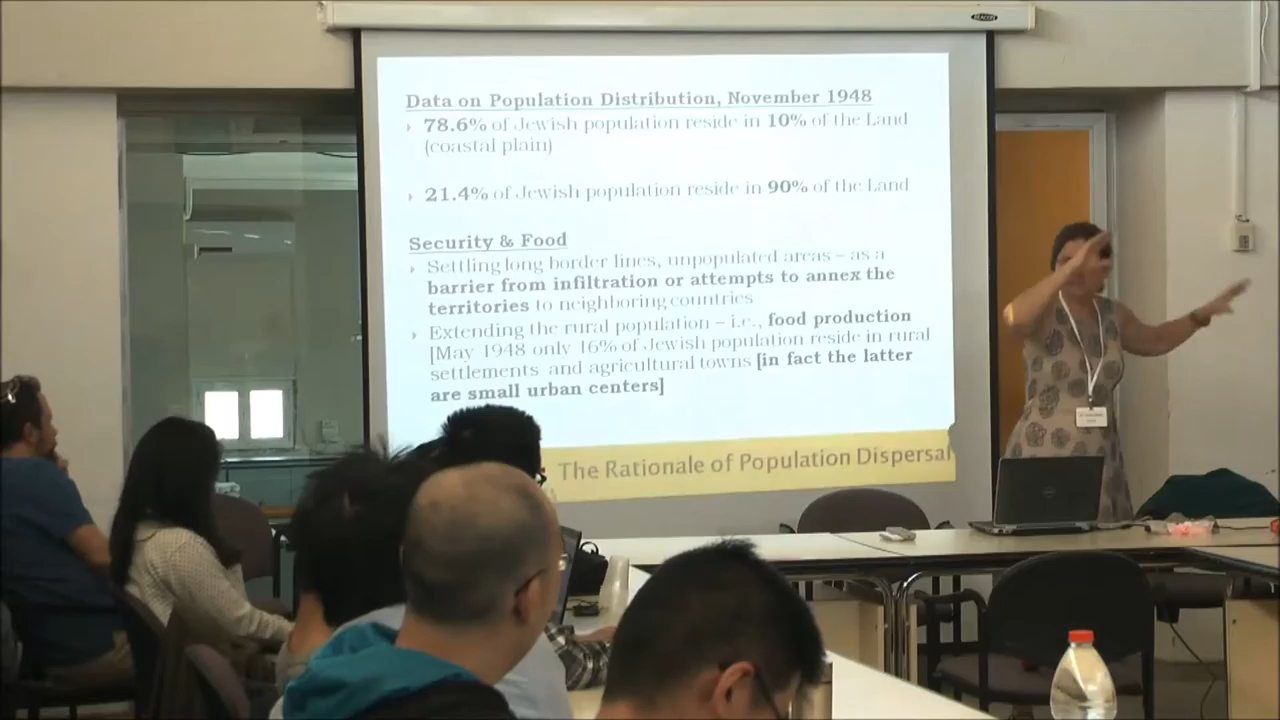 BEACON
Data on Population Distribution, November 1948
78.6% of Jewish population reside in 10% of the Land
(coastal plain)
21.4% of Jewish population reside in 90% of the Land
Security & Food
Settling long border lines, unpopulated areas – as a
barrier from infiltration or attempts to annex the
territories to neighboring countries
Extending the rural population – i.e., food production
[May 1948 only 16% of Jewish population reside in rural
settlements and agricultural towns [in fact the latter
are small urban centers]
The Rationale of Population Dispersal
DELL